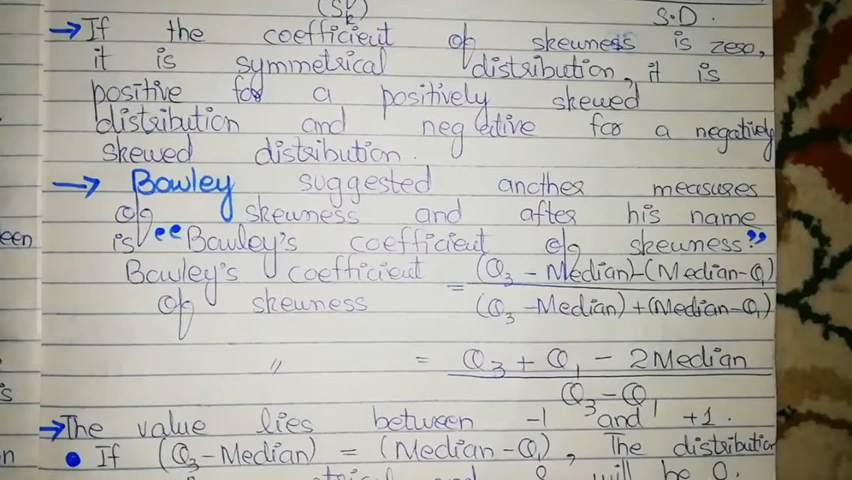 (Sk) S.D.
→ If the coefficient of skewness is zero,
it is symmetrical distribution, it is
positive for a positively skewed
distribution and negative for a negatively
skewed distribution.
→ Bowley suggested another measures
of skewness and after his name
een is "Bowley's coefficient of skewness"
Bowley's coefficient of skewness = (Q₃ - Median) - (Median - Q₁) / (Q₃ - Median) + (Median - Q₁)
〃 = Q₃ + Q₁ - 2 Median / Q₃ - Q₁
→ The value lies between -1 and +1.
• If (Q₃ - Median) = (Median - Q₁), The distribution
will be 0.